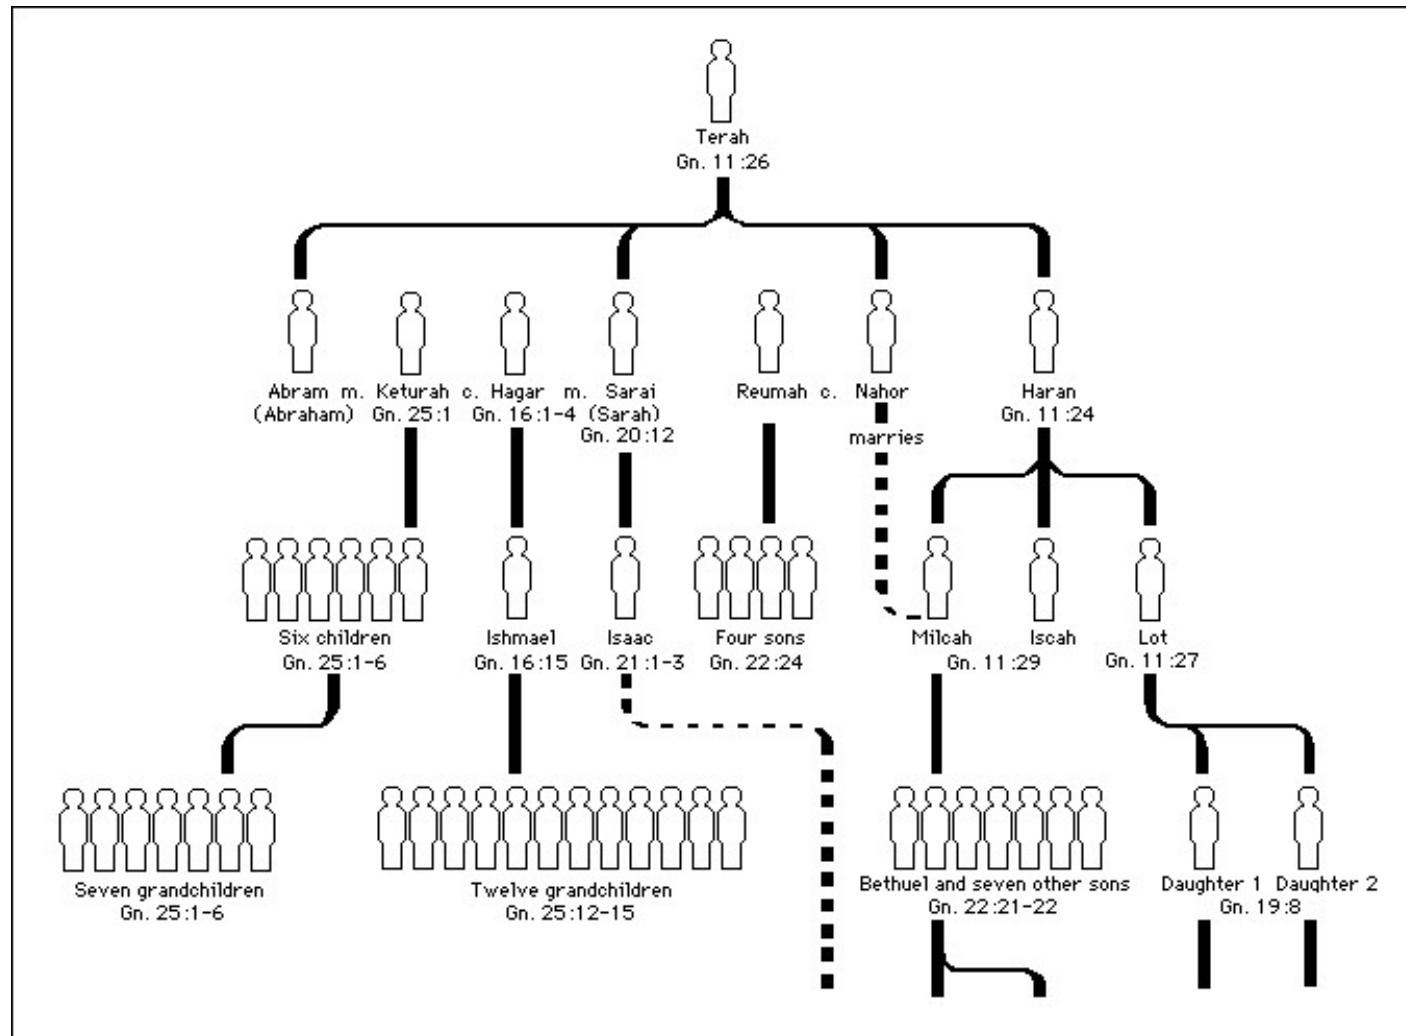 Terah
Gn. 11:26
Abram m. Keturah c. Hagar m. Sarai Reumah c. Nahor Haran
(Abraham) Gn. 25:1 Gn. 16:1-4 (Sarah) Gn. 11:24
Gn. 20:12 marries
Six children Ishmael Isaac Four sons Milcah Iscah Lot
Gn. 25:1-6 Gn. 16:15 Gn. 21:1-3 Gn. 22:24 Gn. 11:29 Gn. 11:27
Seven grandchildren Twelve grandchildren Bethuel and seven other sons Daughter 1 Daughter 2
Gn. 25:1-6 Gn. 25:12-15 Gn. 22:21-22 Gn. 19:8